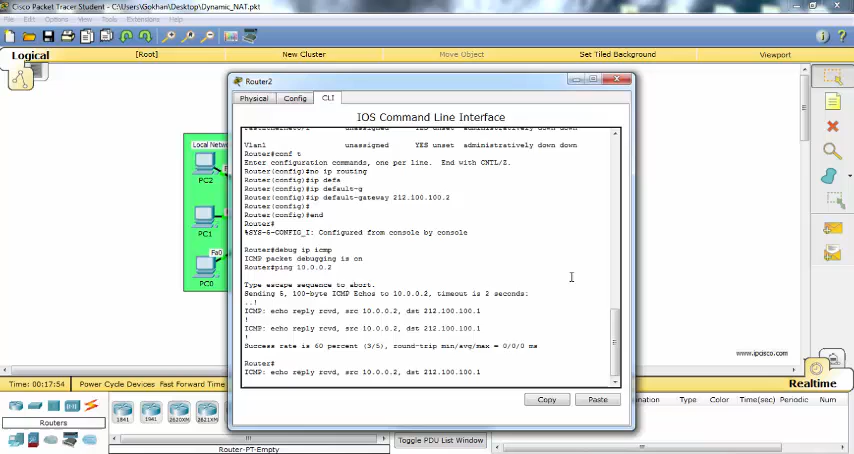 Cisco Packet Tracer Student - C:\Users\Gokhan\Desktop\Dynamic_NAT.pkt
File Edit Options View Tools Extensions Help
Logical
[Root]
New Cluster
Move Object
Set Tiled Background
Viewport
Router2
Physical
Config
CLI
IOS Command Line Interface
Vlan1 unassigned YES unset administratively down down
Router#conf t
Enter configuration commands, one per line. End with CNTL/Z.
Router(config)#no ip routing
Router(config)#ip defa
Router(config)#ip default-g
Router(config)#ip default-gateway 212.100.100.2
Router(config)#
Router(config)#end
Router#
%SYS-5-CONFIG_I: Configured from console by console
Router#debug ip icmp
ICMP packet debugging is on
Router#ping 10.0.0.2
Type escape sequence to abort.
Sending 5, 100-byte ICMP Echos to 10.0.0.2, timeout is 2 seconds:
..!
ICMP: echo reply rcvd, src 10.0.0.2, dst 212.100.100.1
!
ICMP: echo reply rcvd, src 10.0.0.2, dst 212.100.100.1
!
Success rate is 60 percent (3/5), round-trip min/avg/max = 0/0/0 ms
Router#
ICMP: echo reply rcvd, src 10.0.0.2, dst 212.100.100.1
Copy
Paste
Local Netw
PC2
PC1
Fa0
PC0
www.ipcisco.com
Time: 00:17:54
Power Cycle Devices Fast Forward Time
Realtime
Routers
1841
1941
2620XM
2621XM
Router-PT-Empty
Toggle PDU List Window
Action
Type
Color
Time(sec)
Periodic
Num